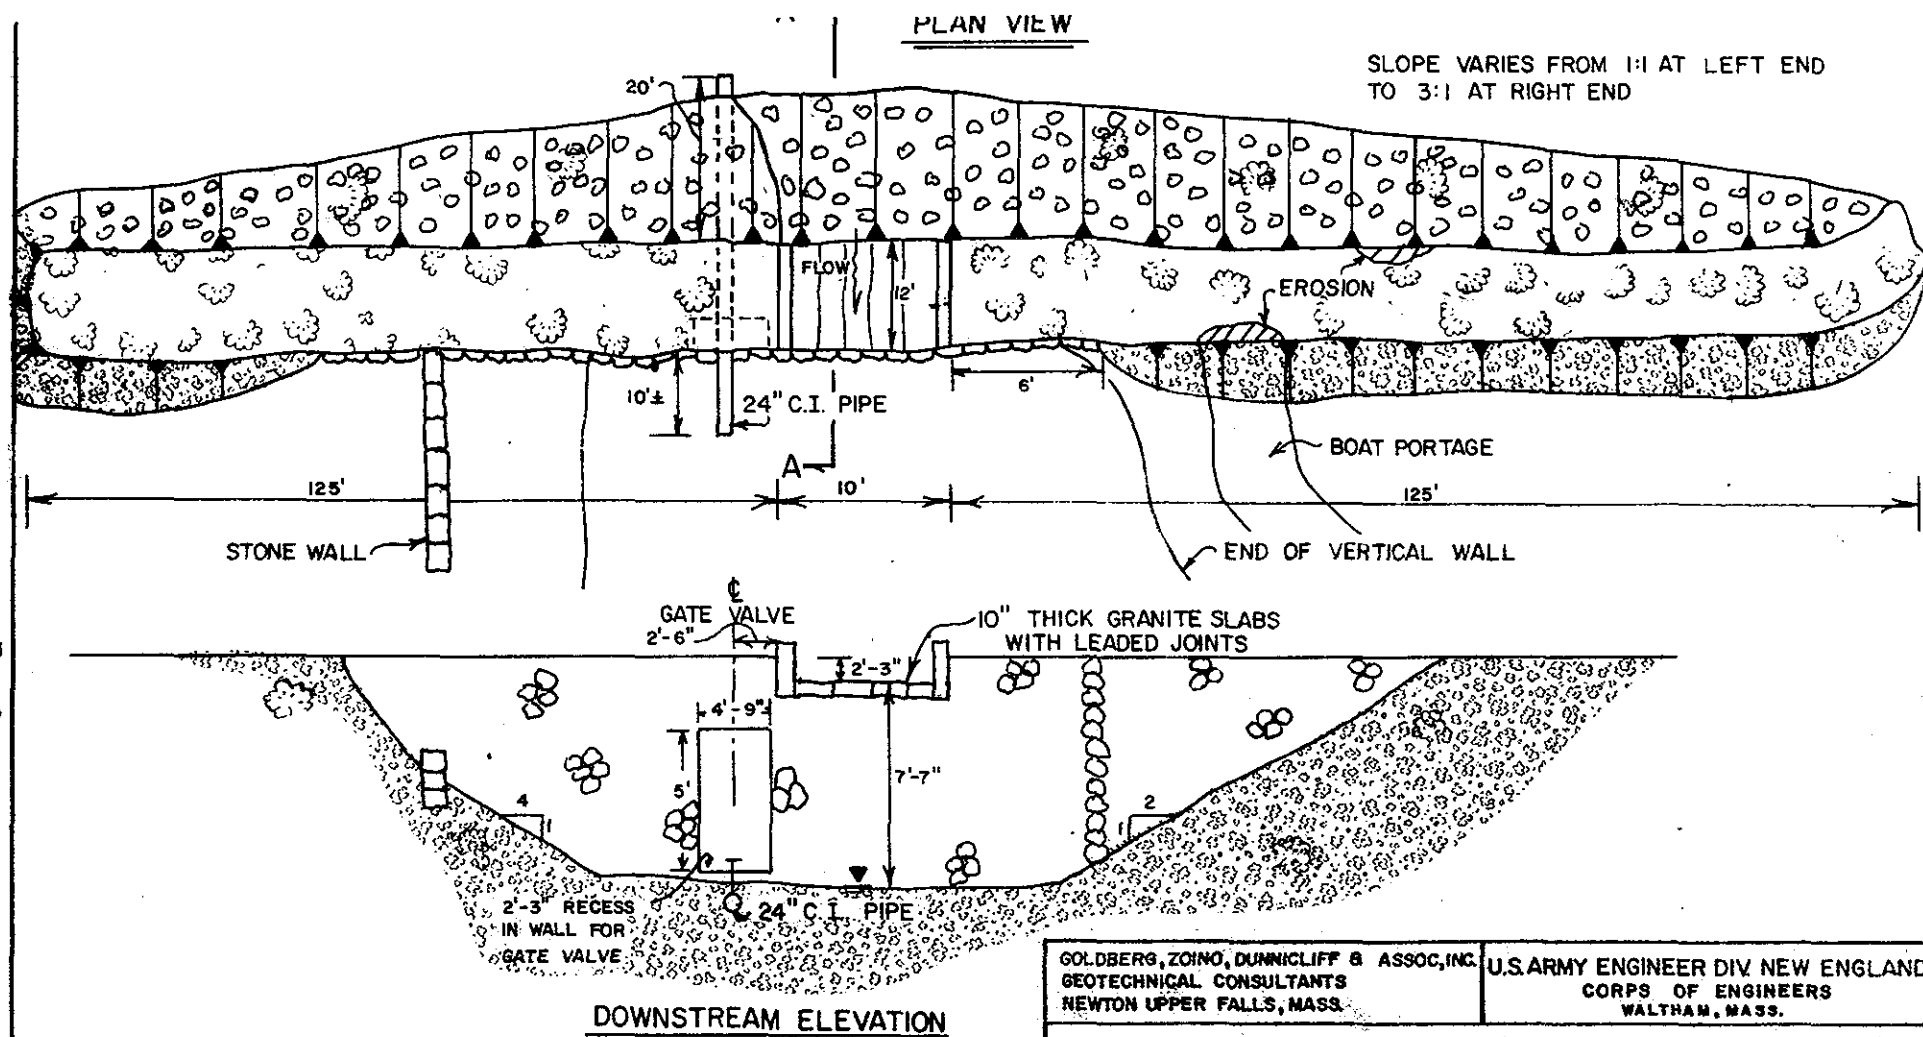 PLAN VIEW
SLOPE VARIES FROM 1:1 AT LEFT END
TO 3:1 AT RIGHT END
20'
FLOW
12'
EROSION
6'
10'±
24" C.I. PIPE
BOAT PORTAGE
A
125'
10'
125'
STONE WALL
END OF VERTICAL WALL
℄
GATE VALVE
2'-6"
10" THICK GRANITE SLABS
WITH LEADED JOINTS
2'-3"
4'-9"
5'
7'-7"
4
1
2
1
2'-3" RECESS
IN WALL FOR
GATE VALVE
24" C.I. PIPE
DOWNSTREAM ELEVATION
GOLDBERG, ZOINO, DUNNICLIFF & ASSOC, INC.
GEOTECHNICAL CONSULTANTS
NEWTON UPPER FALLS, MASS.
U.S. ARMY ENGINEER DIV. NEW ENGLAND
CORPS OF ENGINEERS
WALTHAM, MASS.